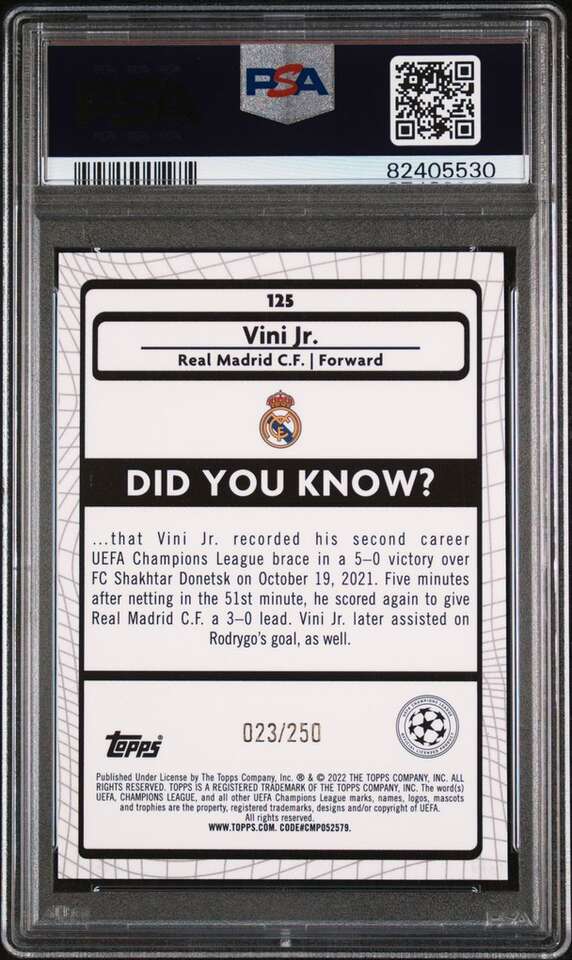 PSA
82405530
125
Vini Jr.
Real Madrid C.F. | Forward
DID YOU KNOW?
...that Vini Jr. recorded his second career
UEFA Champions League brace in a 5–0 victory over
FC Shakhtar Donetsk on October 19, 2021. Five minutes
after netting in the 51st minute, he scored again to give
Real Madrid C.F. a 3–0 lead. Vini Jr. later assisted on
Rodrygo's goal, as well.
topps®
023/250
Published Under License by The Topps Company, Inc. ® & © 2022 THE TOPPS COMPANY, INC. ALL
RIGHTS RESERVED. TOPPS IS A REGISTERED TRADEMARK OF THE TOPPS COMPANY, INC. The word(s)
UEFA, CHAMPIONS LEAGUE, and all other UEFA Champions League marks, names, logos, mascots
and trophies are the property, registered trademarks, designs and/or copyright of UEFA.
All rights reserved.
WWW.TOPPS.COM. CODE#CMP052579.
PSA